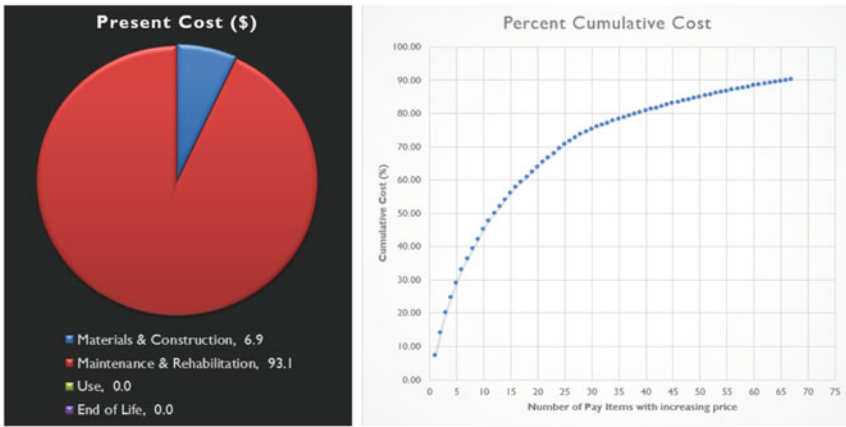 Present Cost ($)
Materials & Construction, 6.9
Maintenance & Rehabilitation, 93.1
Use, 0.0
End of Life, 0.0
Percent Cumulative Cost
Cumulative Cost (%)
100.00
90.00
80.00
70.00
60.00
50.00
40.00
30.00
20.00
10.00
0.00
0 5 10 15 20 25 30 35 40 45 50 55 60 65 70 75
Number of Pay Items with increasing price